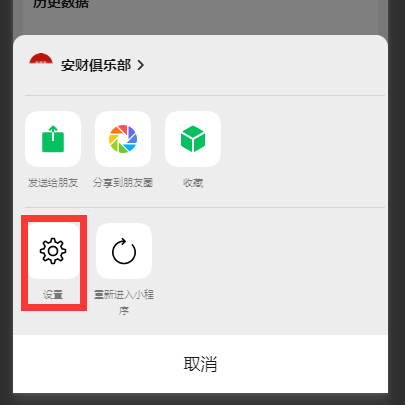 历史数据
安财俱乐部
发送给朋友
分享到朋友圈
收藏
设置
重新进入小程
序
取消